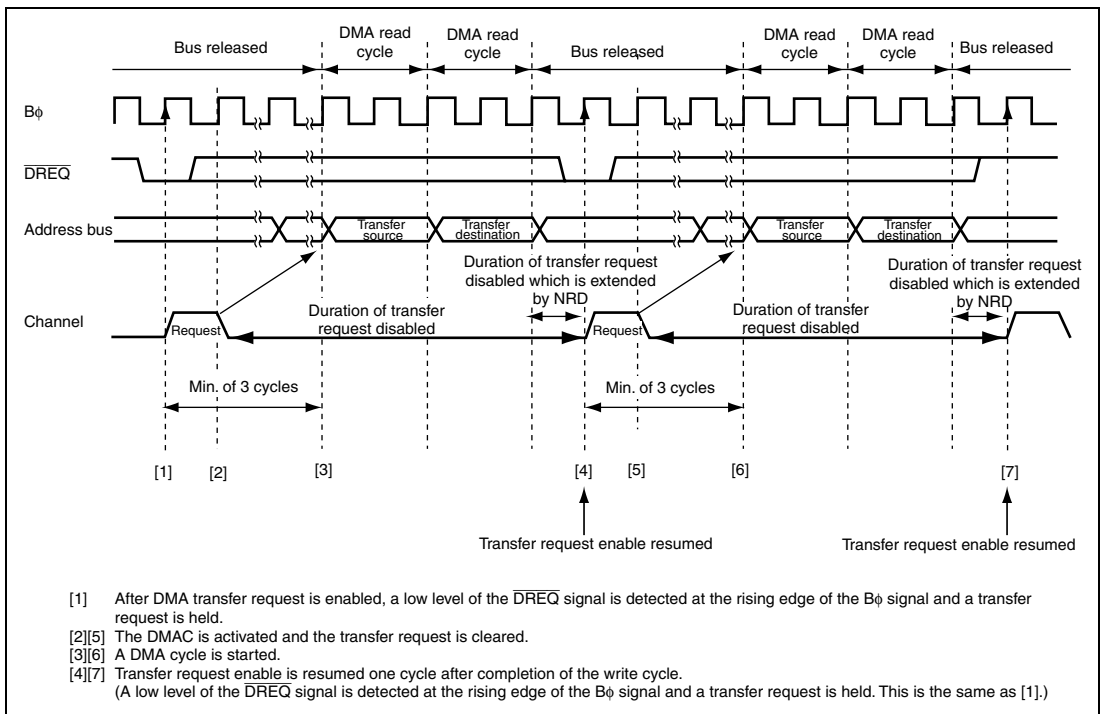 Bus released
DMA read
cycle
DMA read
cycle
Bus released
DMA read
cycle
DMA read
cycle
Bus released
Bϕ
DREQ
Address bus
Transfer
source
Transfer
destination
Transfer
source
Transfer
destination
Duration of transfer request
disabled which is extended
by NRD
Duration of transfer request
disabled which is extended
by NRD
Channel
Request
Duration of transfer
request disabled
Request
Duration of transfer
request disabled
Min. of 3 cycles
Min. of 3 cycles
[1]
[2]
[3]
[4]
[5]
[6]
[7]
Transfer request enable resumed
Transfer request enable resumed
[1] After DMA transfer request is enabled, a low level of the DREQ signal is detected at the rising edge of the Bϕ signal and a transfer
request is held.
[2][5] The DMAC is activated and the transfer request is cleared.
[3][6] A DMA cycle is started.
[4][7] Transfer request enable is resumed one cycle after completion of the write cycle.
(A low level of the DREQ signal is detected at the rising edge of the Bϕ signal and a transfer request is held. This is the same as [1].)